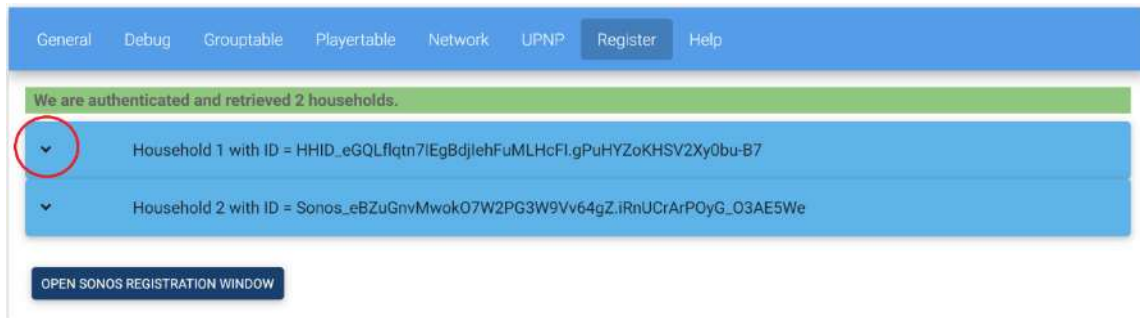 General Debug Grouptable Playertable Network UPNP Register Help
We are authenticated and retrieved 2 households.
Household 1 with ID = HHID_eGQLflqtn7IEgBdjIehFuMLHcFI.gPuHYZoKHSV2Xy0bu-B7
Household 2 with ID = Sonos_eBZuGnvMwokO7W2PG3W9Vv64gZ.iRnUCrArPOyG_O3AE5We
OPEN SONOS REGISTRATION WINDOW